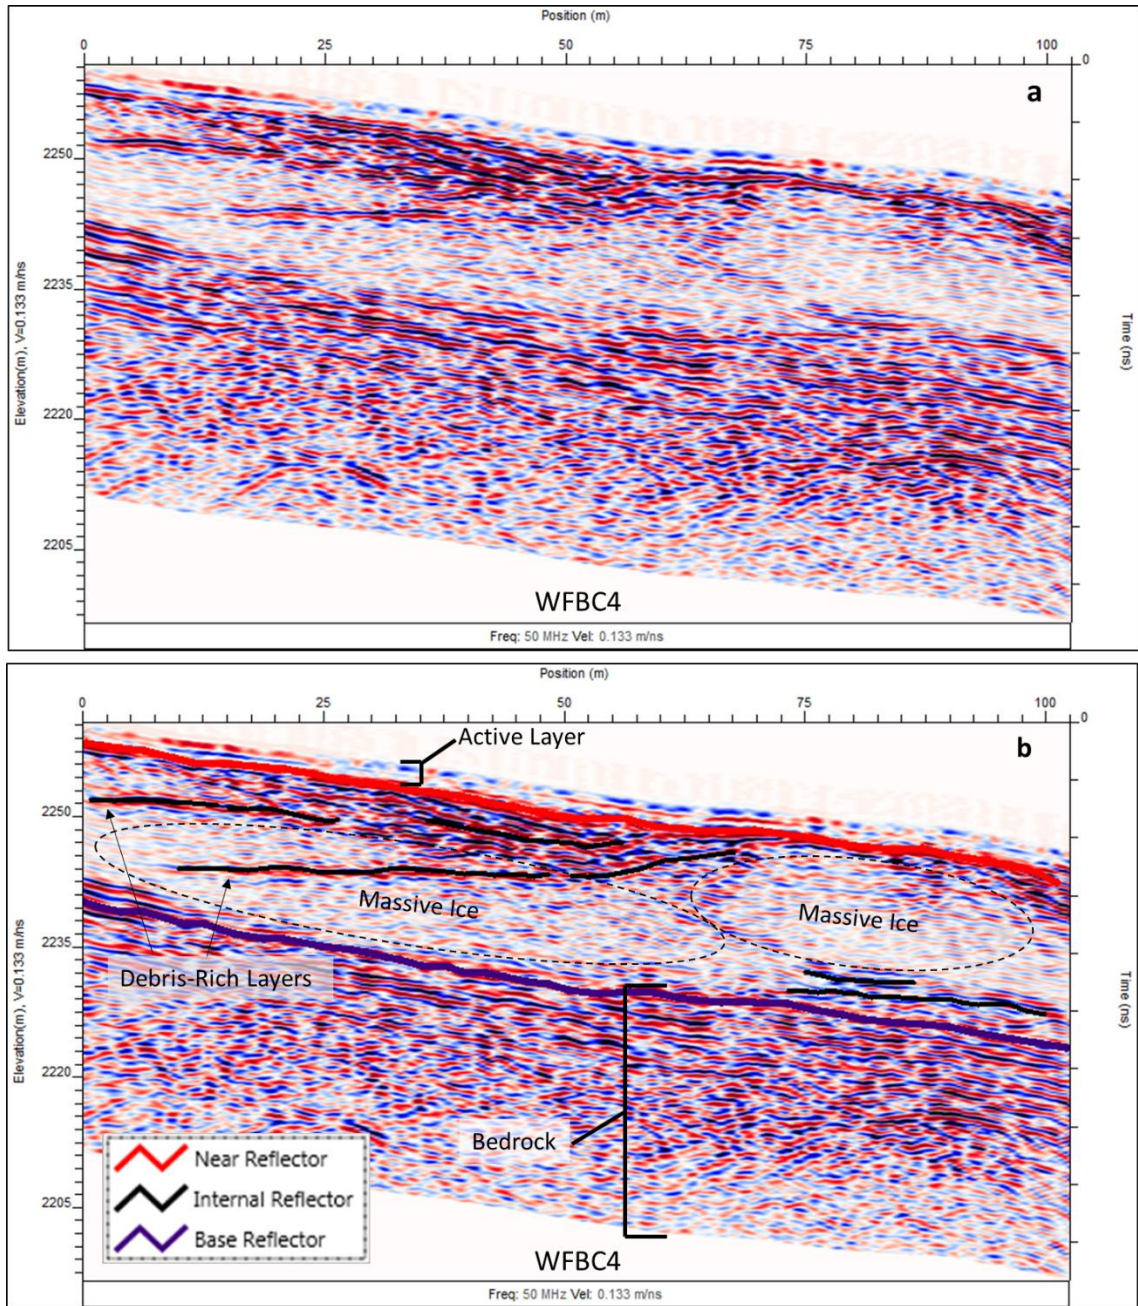 Position (m)
0 25 50 75 100
0
a
2250
2235
2220
2205
Elevation(m), V=0.133 m/ns
Time (ns)
WFBC4
Freq: 50 MHz Vel: 0.133 m/ns
Position (m)
0 25 50 75 100
0
Active Layer
b
2250
2235
2220
2205
Elevation(m), V=0.133 m/ns
Time (ns)
Massive Ice
Massive Ice
Debris-Rich Layers
Bedrock
Near Reflector
Internal Reflector
Base Reflector
WFBC4
Freq: 50 MHz Vel: 0.133 m/ns